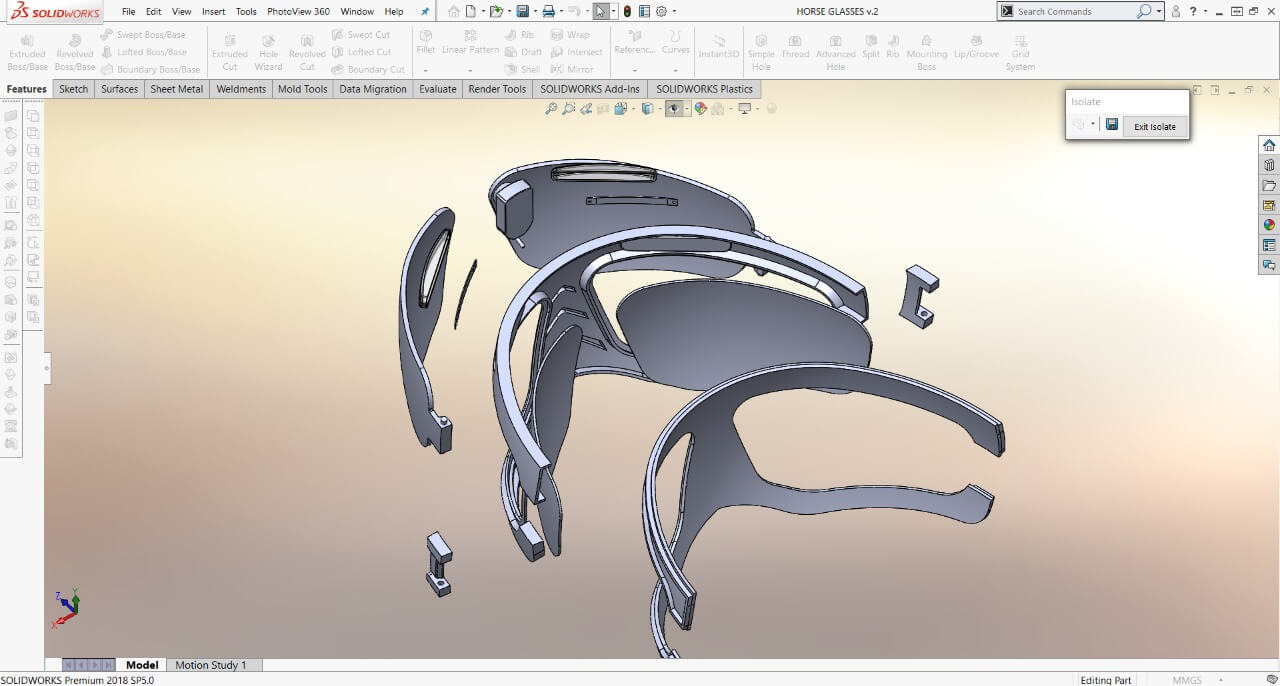 SOLIDWORKS File Edit View Insert Tools PhotoView 360 Window Help HORSE GLASSES v.2 Search Commands ?
Extruded Boss/Base
Revolved Boss/Base
Swept Boss/Base
Lofted Boss/Base
Boundary Boss/Base
Extruded Cut
Hole Wizard
Revolved Cut
Swept Cut
Lofted Cut
Boundary Cut
Fillet
Linear Pattern
Rib
Draft
Shell
Wrap
Intersect
Mirror
Referenc...
Curves
Instant3D
Simple Hole
Thread
Advanced Hole
Split
Rib
Mounting Boss
Lip/Groove
Grid System
Features Sketch Surfaces Sheet Metal Weldments Mold Tools Data Migration Evaluate Render Tools SOLIDWORKS Add-Ins SOLIDWORKS Plastics
Isolate
Exit Isolate
Z Y X
Model Motion Study 1
SOLIDWORKS Premium 2018 SP5.0 Editing Part MMGS